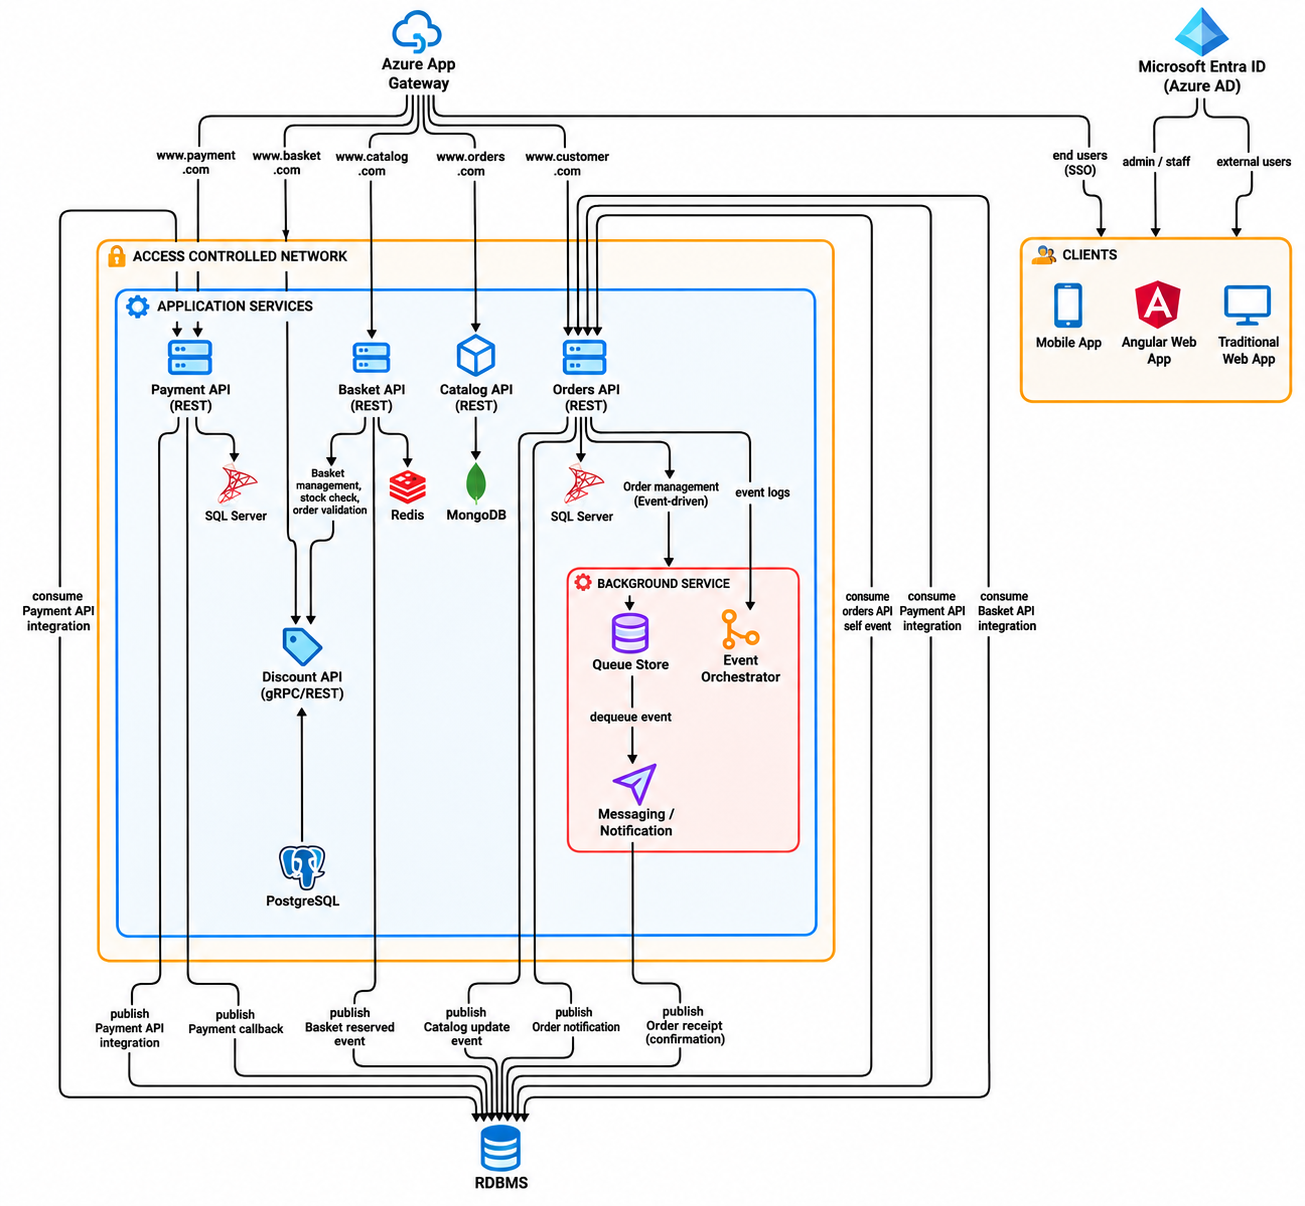 Azure App
Gateway
Microsoft Entra ID
(Azure AD)
www.payment
.com
www.basket
.com
www.catalog
.com
www.orders
.com
www.customer
.com
end users
(SSO)
admin / staff
external users
ACCESS CONTROLLED NETWORK
CLIENTS
APPLICATION SERVICES
Mobile App
Angular Web
App
Traditional
Web App
Payment API
(REST)
Basket API
(REST)
Catalog API
(REST)
Orders API
(REST)
SQL Server
Basket
management,
stock check,
order validation
Redis
MongoDB
SQL Server
Order management
(Event-driven)
event logs
BACKGROUND SERVICE
consume
Payment API
integration
consume
orders API
self event
consume
Payment API
integration
consume
Basket API
integration
Discount API
(gRPC/REST)
Queue Store
Event
Orchestrator
dequeue event
Messaging /
Notification
PostgreSQL
publish
Payment API
integration
publish
Payment callback
publish
Basket reserved
event
publish
Catalog update
event
publish
Order notification
publish
Order receipt
(confirmation)
RDBMS